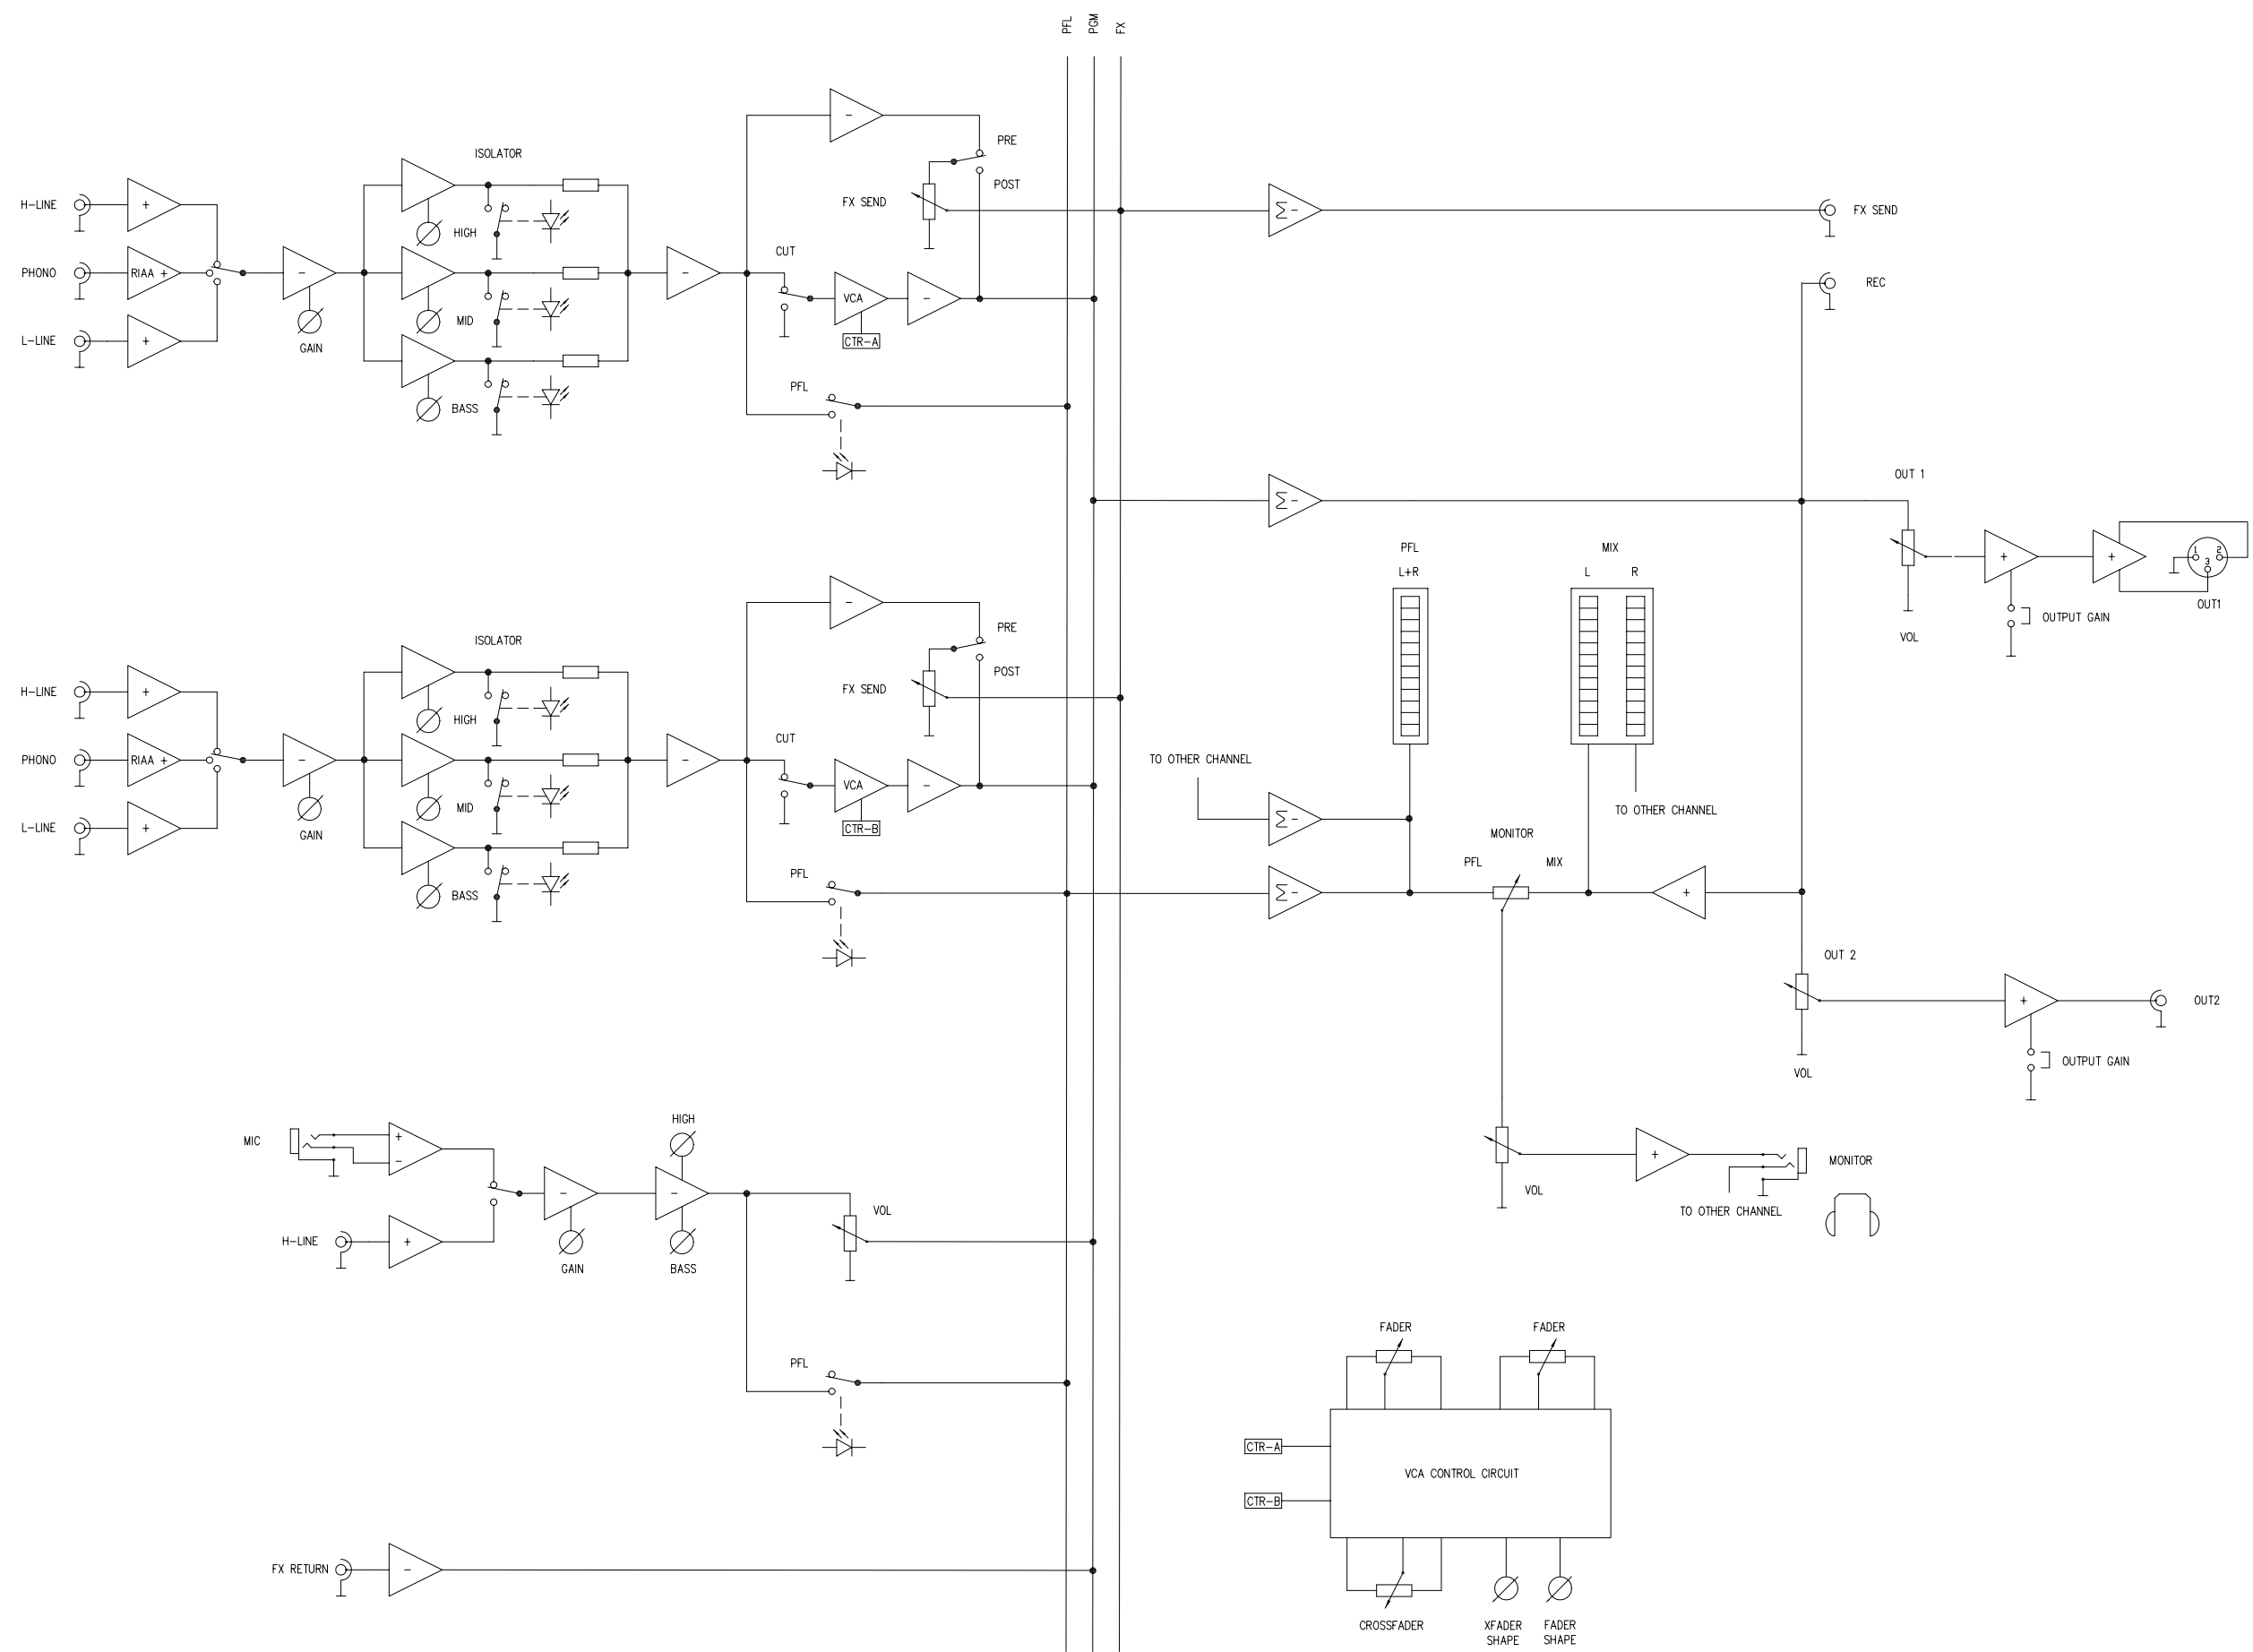 PFL
PGM
FX
PRE
ISOLATOR
POST
H-LINE
+
FX SEND
Σ-
FX SEND
HIGH
CUT
PHONO
RIAA +
-
-
REC
VCA
-
MID
L-LINE
+
GAIN
CTR-A
PFL
BASS
OUT 1
Σ-
PFL
MIX
L+R
L
R
+
+
1
2
3
OUT1
OUTPUT GAIN
VOL
-
PRE
ISOLATOR
POST
H-LINE
+
FX SEND
HIGH
CUT
PHONO
RIAA +
-
-
TO OTHER CHANNEL
VCA
-
MID
TO OTHER CHANNEL
L-LINE
+
GAIN
CTR-B
Σ-
MONITOR
PFL
MIX
PFL
BASS
Σ-
+
OUT 2
+
OUT2
OUTPUT GAIN
VOL
HIGH
MIC
+
-
+
MONITOR
-
-
VOL
VOL
TO OTHER CHANNEL
H-LINE
+
GAIN
BASS
FADER
FADER
PFL
CTR-A
VCA CONTROL CIRCUIT
CTR-B
FX RETURN
-
CROSSFADER
XFADER
SHAPE
FADER
SHAPE